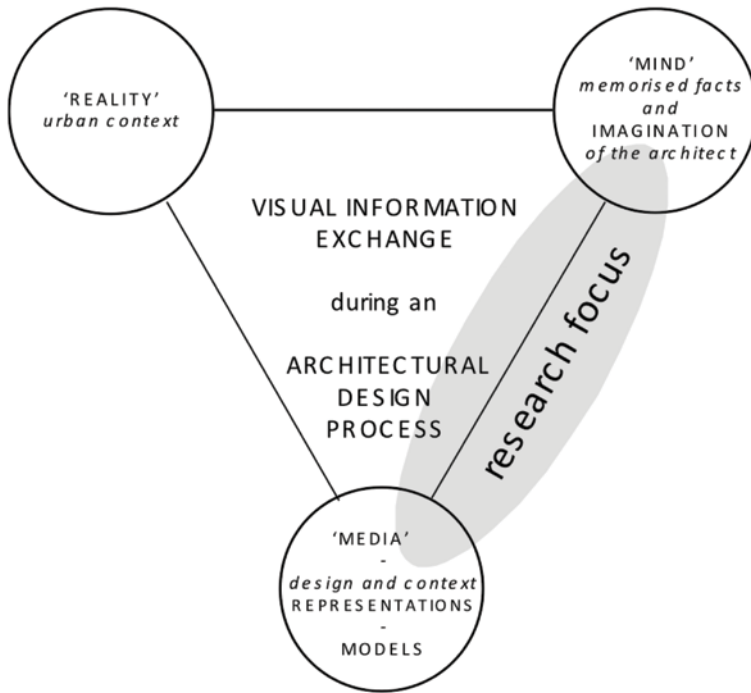 ‘REALITY’
urban context
‘MIND’
memorised facts
and
IMAGINATION
of the architect
VISUAL INFORMATION
EXCHANGE
during an
ARCHITECTURAL
DESIGN
PROCESS
research focus
‘MEDIA’
-
design and context
REPRESENTATIONS
-
MODELS